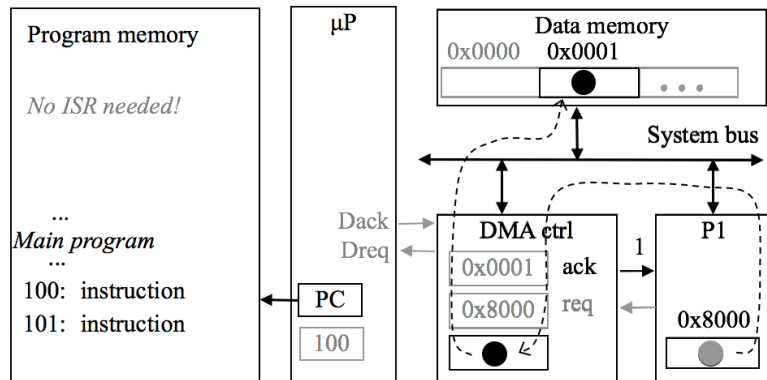 Program memory
No ISR needed!
...
Main program
...
100: instruction
101: instruction
μP
Dack
Dreq
PC
100
Data memory
0x0000 0x0001
...
System bus
DMA ctrl
0x0001 ack
0x8000 req
1
P1
0x8000